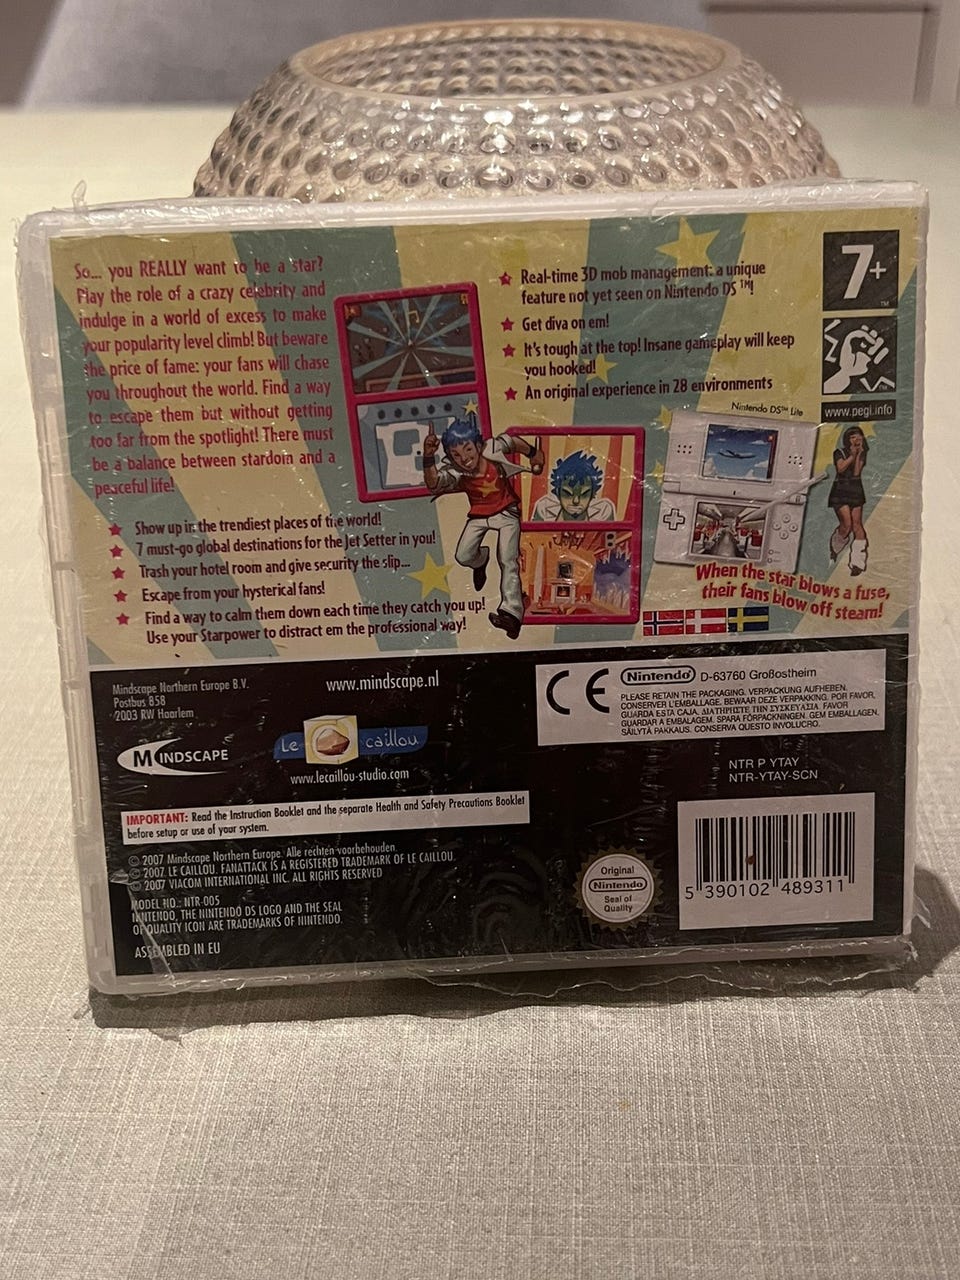 So... you REALLY want to be a star?
Play the role of a crazy celebrity and
indulge in a world of excess to make
your popularity level climb! But beware
the price of fame: your fans will chase
you throughout the world. Find a way
to escape them but without getting
too far from the spotlight! There must
be a balance between stardoin and a
peaceful life!
Show up in the trendiest places of the world!
7 must-go global destinations for the Jet Setter in you!
Trash your hotel room and give security the slip...
Escape from your hysterical fans!
Find a way to calm them down each time they catch you up!
Use your Starpower to distract em the professional way!
Real-time 3D mob management: a unique
feature not yet seen on Nintendo DS™!
Get diva on em!
It's tough at the top! Insane gameplay will keep
you hooked!
An original experience in 28 environments
7+
™
www.pegi.info
Nintendo DS™ Lite
When the star blows a fuse,
their fans blow off steam!
Mindscape Northern Europe B.V.
Postbus 858
2003 RW Haarlem
www.mindscape.nl
MINDSCAPE
Le caillou
www.lecaillou-studio.com
CE
Nintendo D-63760 Großostheim
PLEASE RETAIN THE PACKAGING. VERPACKUNG AUFHEBEN.
CONSERVER L'EMBALLAGE. BEWAAR DEZE VERPAKKING. POR FAVOR,
GUARDA ESTA CAJA. ΔΙΑΤΗΡΗΣΤΕ ΤΗΝ ΣΥΣΚΕΥΑΣΙΑ. FAVOR
GUARDAR A EMBALAGEM. SPARA FÖRPACKNINGEN. GEM EMBALLAGEN.
SÄILYTÄ PAKKAUS. CONSERVA QUESTO INVOLUCRO.
NTR P YTAY
NTR-YTAY-SCN
IMPORTANT: Read the Instruction Booklet and the separate Health and Safety Precautions Booklet
before setup or use of your system.
© 2007 Mindscape Northern Europe. Alle rechten voorbehouden.
© 2007. LE CAILLOU. FANATTACK IS A REGISTERED TRADEMARK OF LE CAILLOU.
© 2007 VIACOM INTERNATIONAL INC. ALL RIGHTS RESERVED
MODEL NO.: NTR-005
NINTENDO, THE NINTENDO DS LOGO AND THE SEAL
OF QUALITY ICON ARE TRADEMARKS OF NINTENDO.
ASSEMBLED IN EU
Original
Nintendo
Seal of
Quality
5 390102 489311